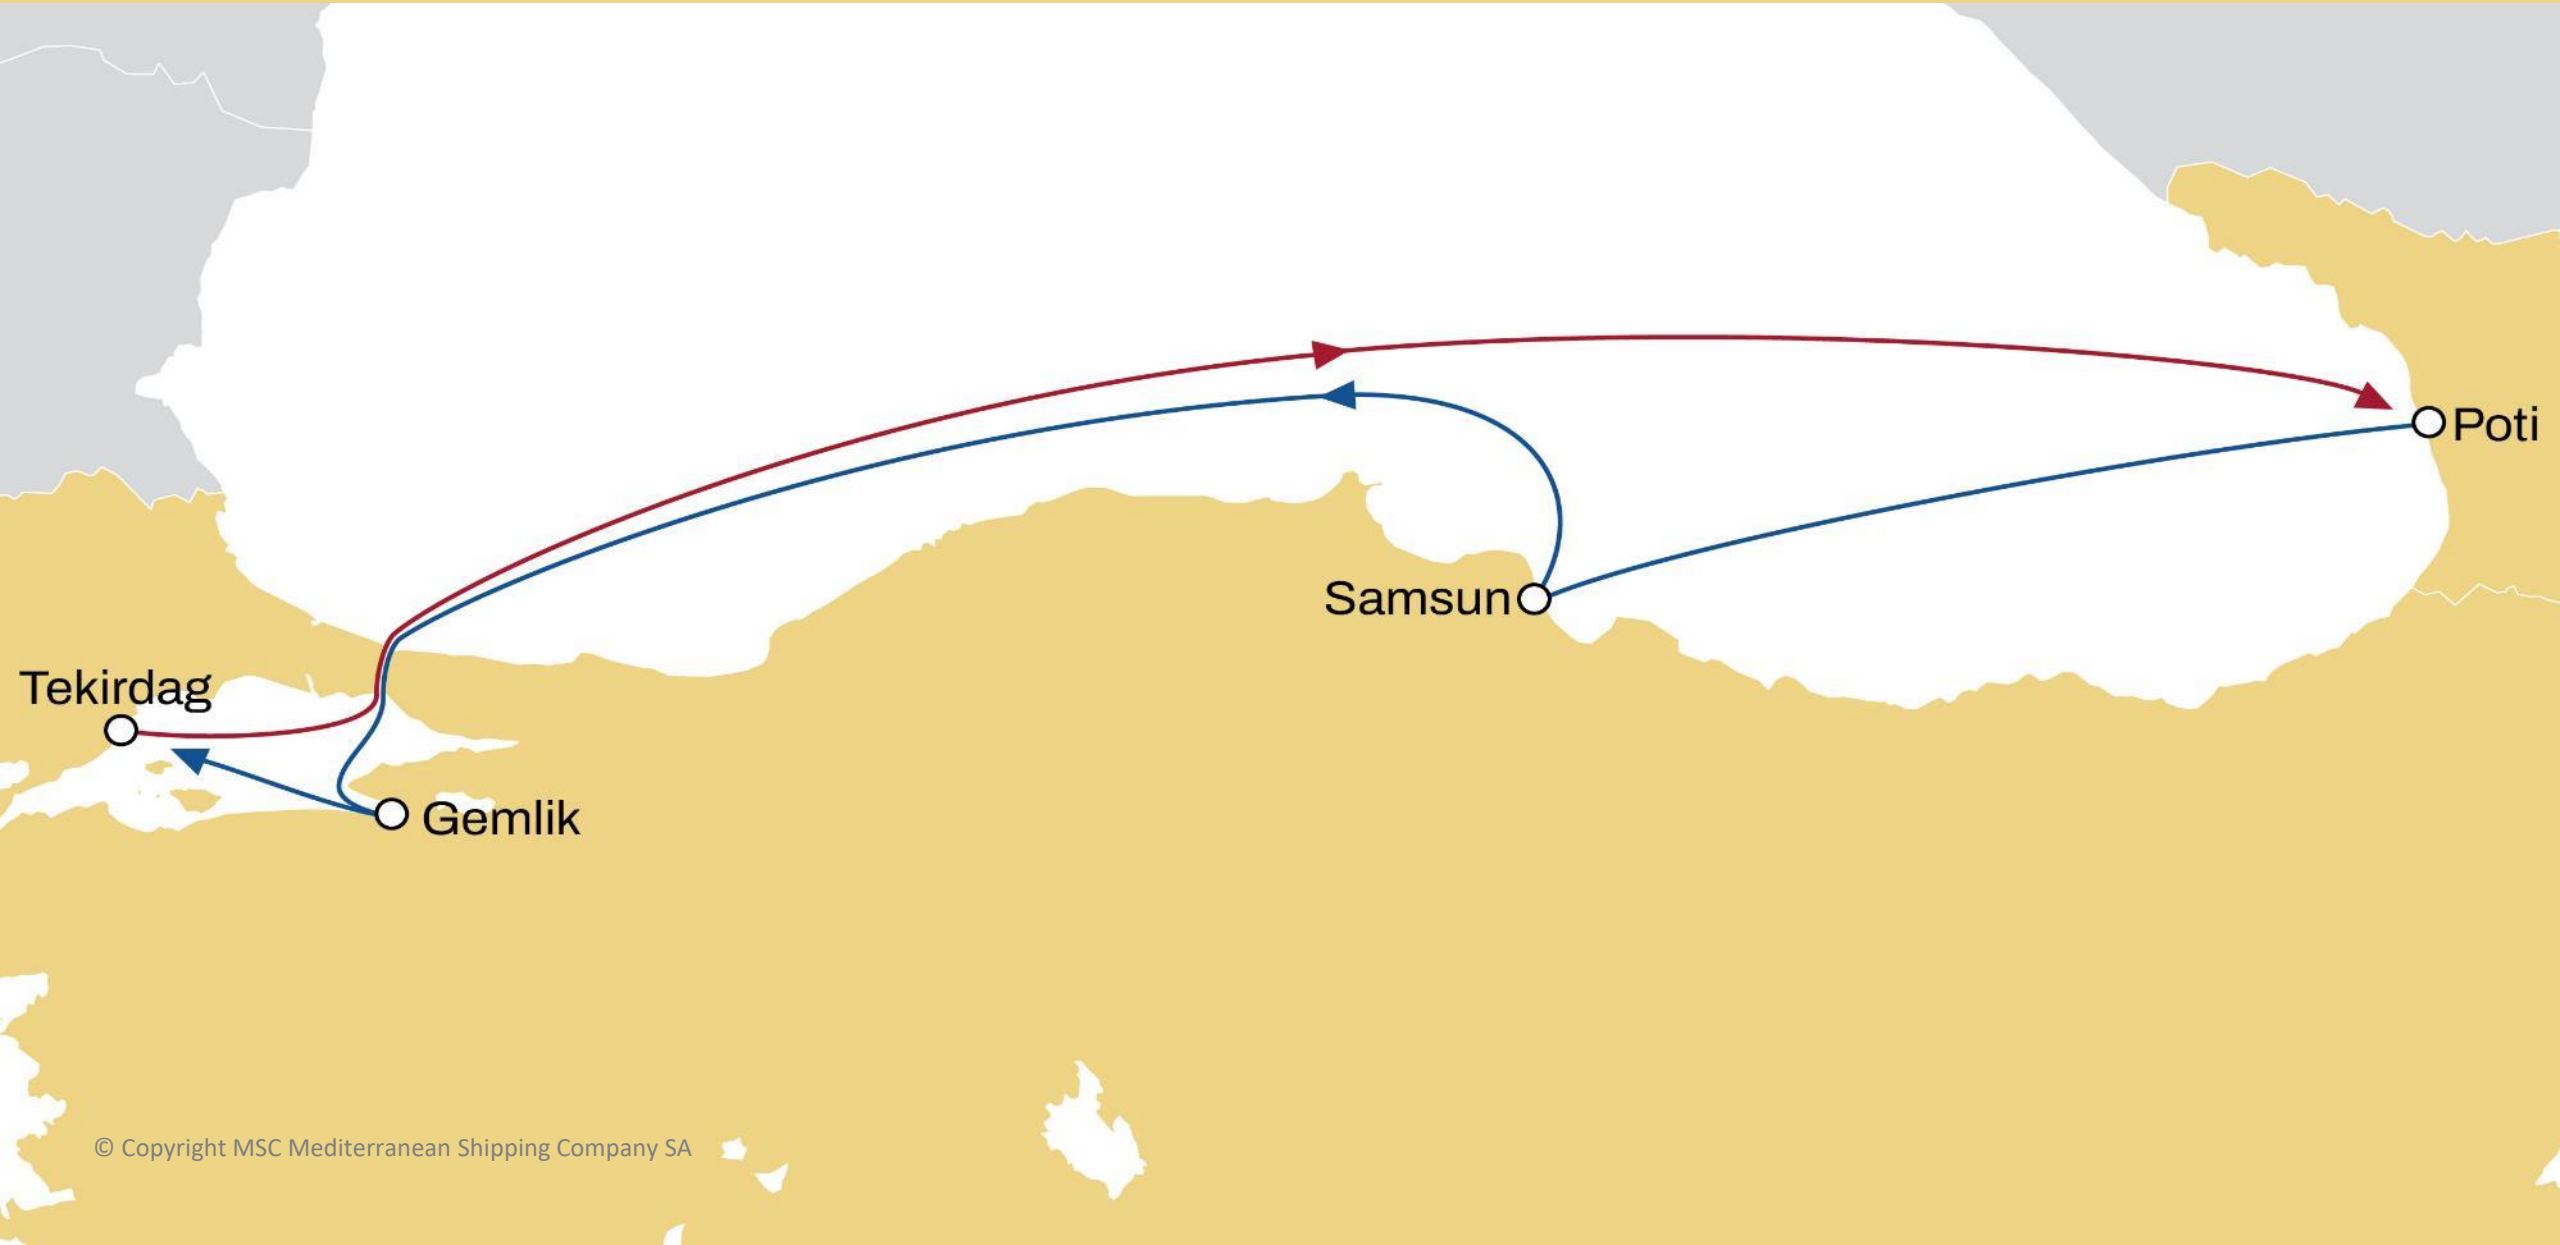 Poti
Samsun
Tekirdag
Gemlik
© Copyright MSC Mediterranean Shipping Company SA